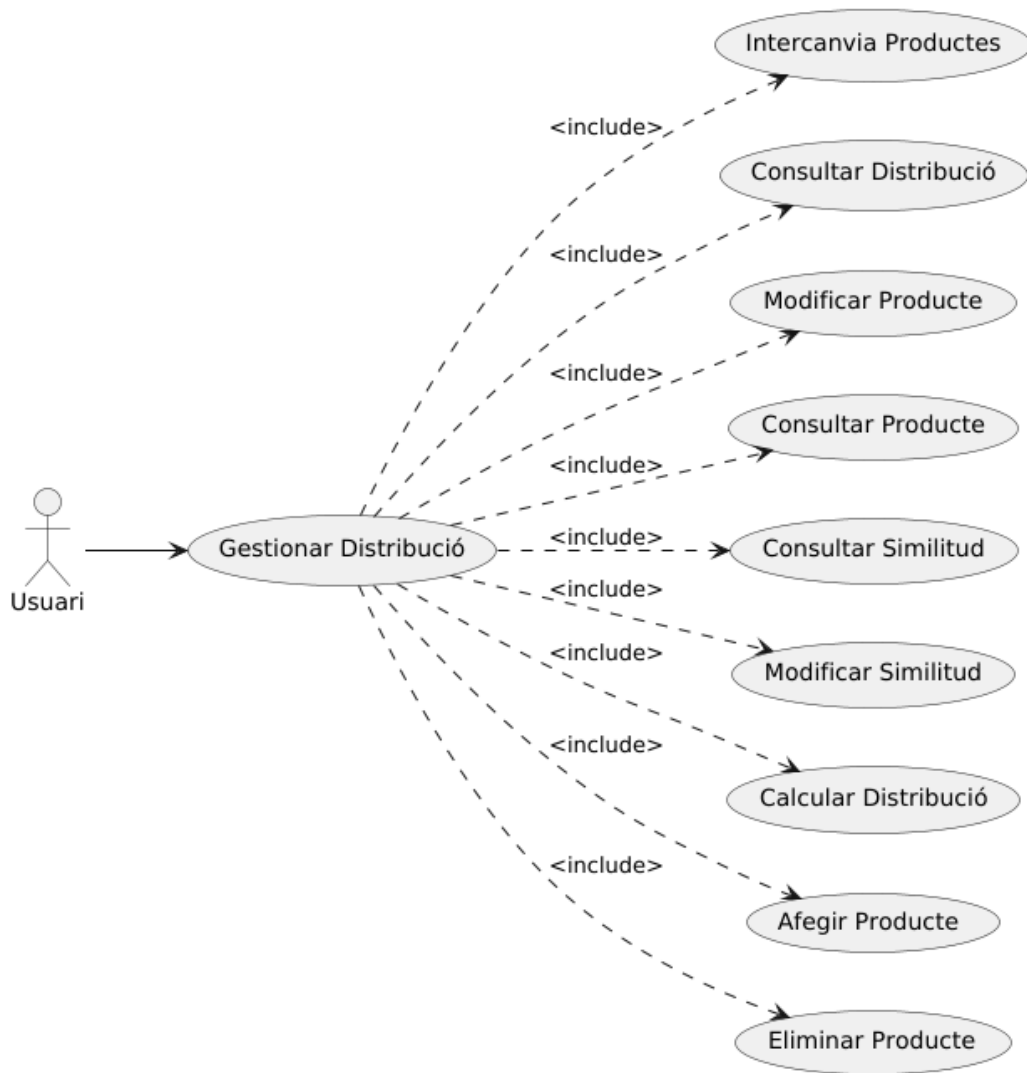 Intercanvia Productes
<include>
Consultar Distribució
<include>
Modificar Producte
<include>
Consultar Producte
<include>
Usuari
Gestionar Distribució
<include>
Consultar Similitud
<include>
Modificar Similitud
<include>
Calcular Distribució
<include>
Afegir Producte
<include>
Eliminar Producte